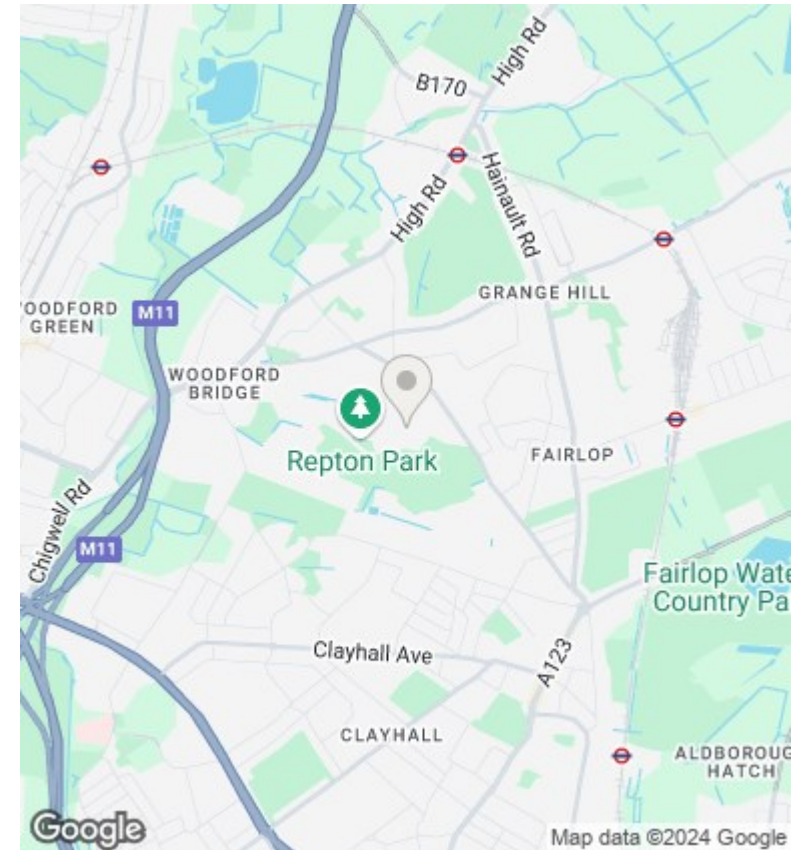 High Rd
B170
High Rd
Hainault Rd
GRANGE HILL
OODFORD
GREEN
M11
WOODFORD
BRIDGE
Repton Park
FAIRLOP
Chigwell Rd
M11
Fairlop Wate
Country Pa
Clayhall Ave
A123
CLAYHALL
ALDBOROUG
HATCH
Google
Map data ©2024 Google